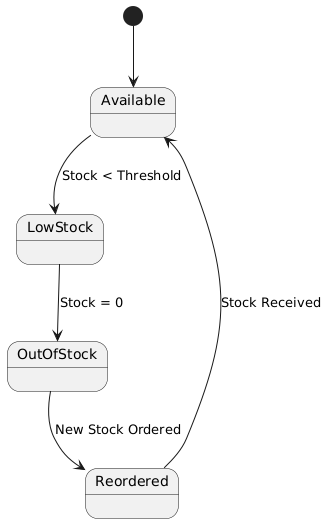 Available
Stock < Threshold
LowStock
Stock = 0
Stock Received
OutOfStock
New Stock Ordered
Reordered